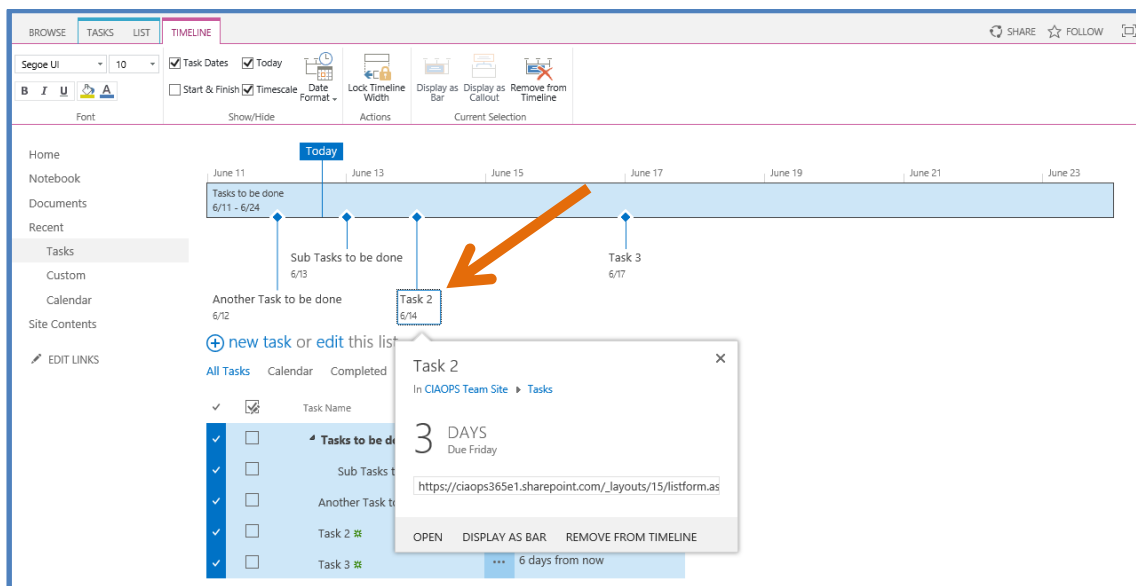 BROWSE TASKS LIST TIMELINE SHARE FOLLOW
Segoe UI 10 Task Dates Today
B I U A Start & Finish Timescale Date Format Lock Timeline Width Display as Bar Display as Callout Remove from Timeline
Font Show/Hide Actions Current Selection
Home
Notebook
Documents
Recent
Tasks
Custom
Calendar
Site Contents
EDIT LINKS
Today
June 11 June 13 June 15 June 17 June 19 June 21 June 23
Tasks to be done
6/11 - 6/24
Sub Tasks to be done
6/13
Task 3
6/17
Another Task to be done
6/12
Task 2
6/14
new task or edit this list
All Tasks Calendar Completed
Task Name
Tasks to be de
Sub Tasks t
Another Task to
Task 2
Task 3
6 days from now
Task 2
In CIAOPS Team Site Tasks
3 DAYS
Due Friday
https://ciaops365e1.sharepoint.com/_layouts/15/listform.as
OPEN DISPLAY AS BAR REMOVE FROM TIMELINE